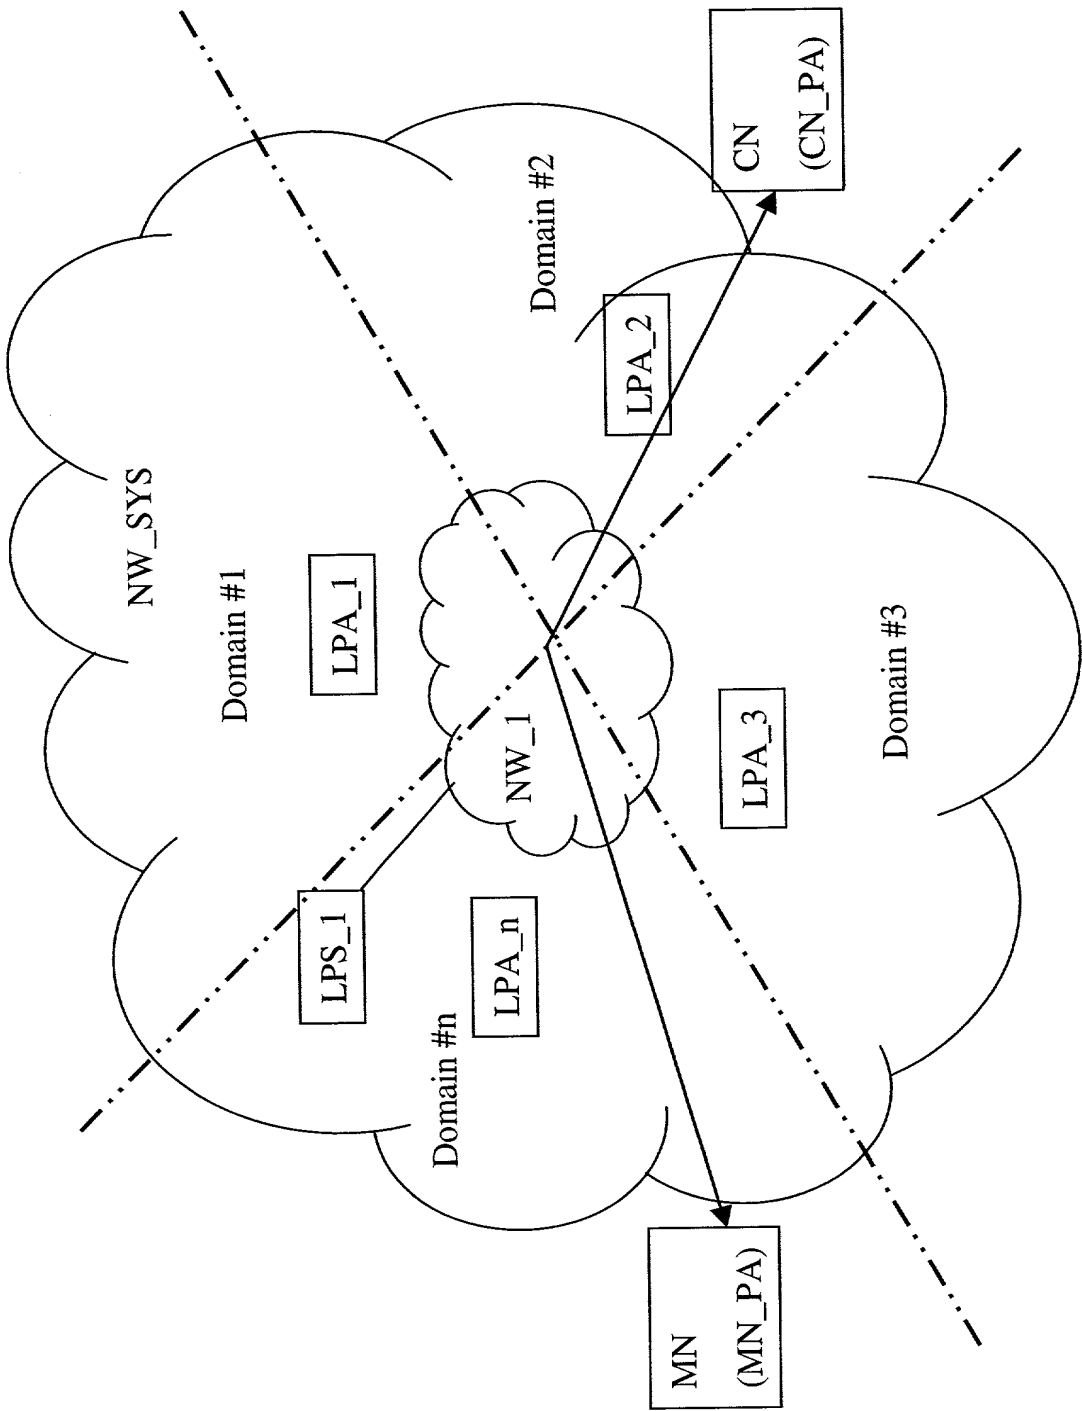 NW_SYS
Domain #1
LPA_1
LPS_1
Domain #2
Domain #n
LPA_n
NW_1
LPA_2
MN
(MN_PA)
CN
(CN_PA)
LPA_3
Domain #3